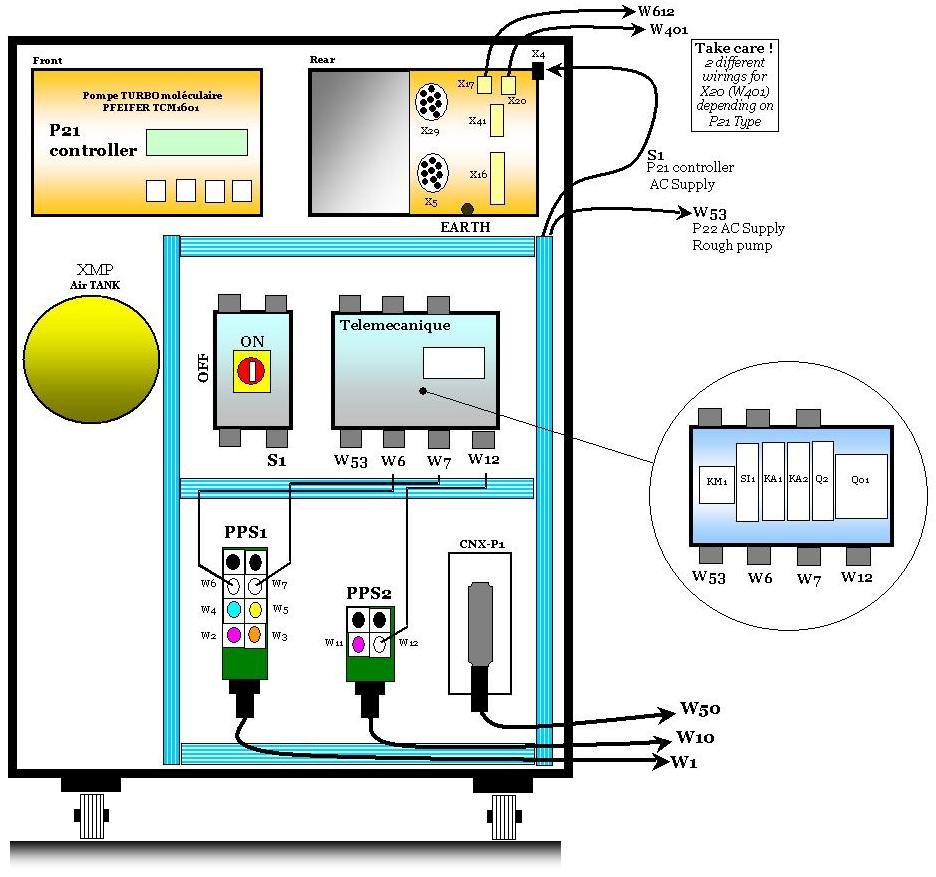 W612
W401
Front
Rear
X4
Take care !
2 different
wirings for
X20 (W401)
depending on
P21 Type
Pompe TURBO moléculaire
PFEIFER TCM1601
P21
controller
X17
X20
X29
X41
X5
X16
EARTH
S1
P21 controller
AC Supply
W53
P22 AC Supply
Rough pump
XMP
Air TANK
OFF
ON
Telemecanique
S1
W53
W6
W7
W12
KM1
SI1
KA1
KA2
Q2
Q01
W53
W6
W7
W12
PPS1
W6
W7
W4
W5
W2
W3
PPS2
W11
W12
CNX-P1
W50
W10
W1